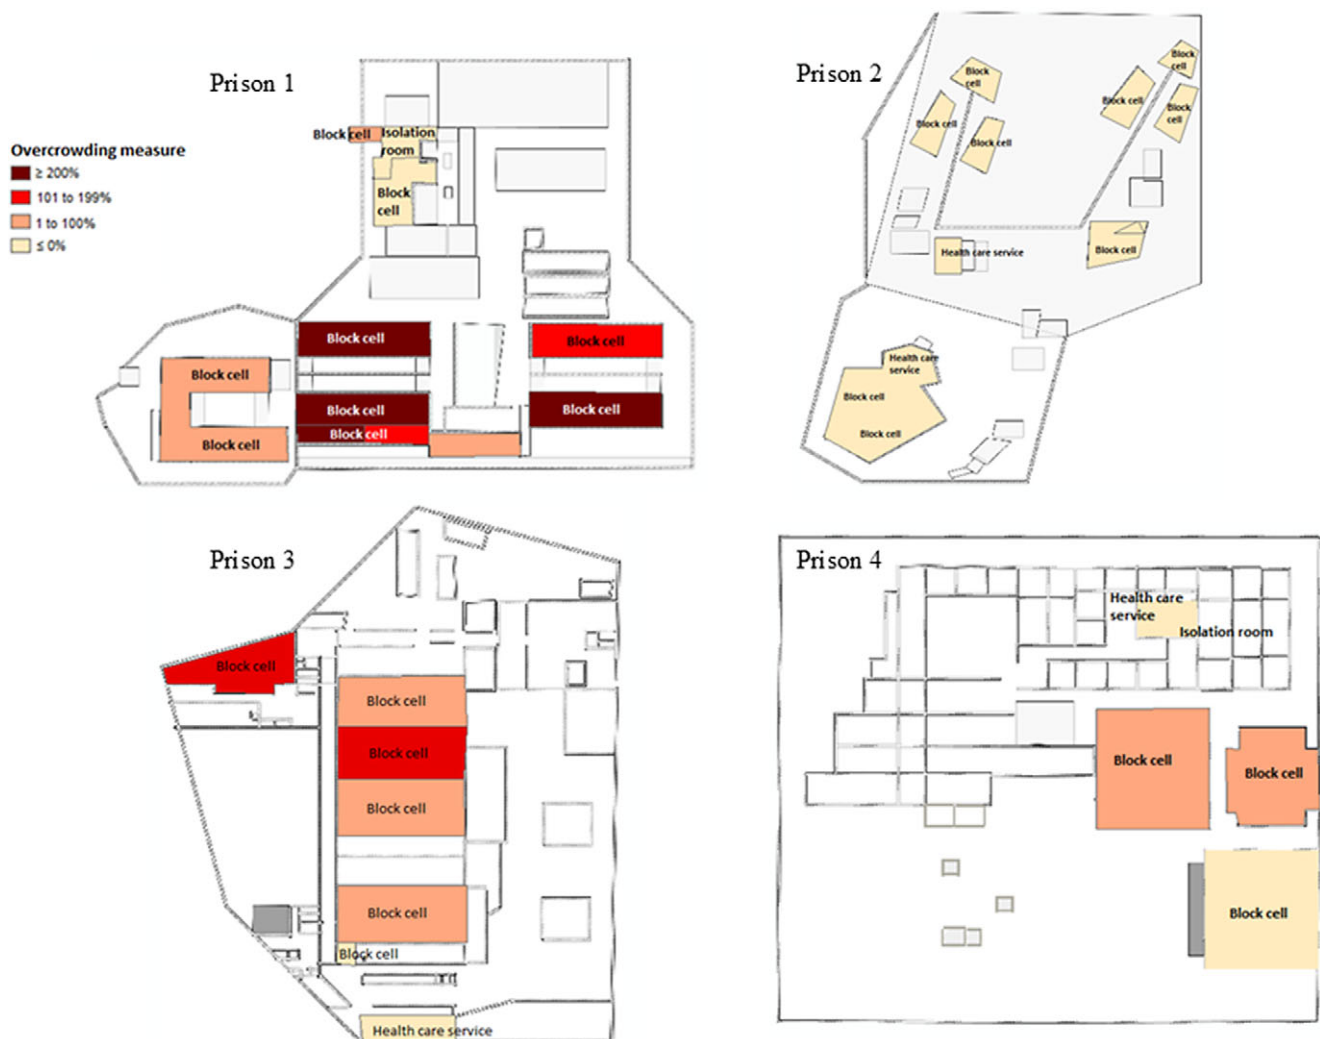 Prison 1
Overcrowding measure
≥ 200%
101 to 199%
1 to 100%
≤ 0%
Block cell
Isolation
room
Block
cell
Block cell
Block cell
Block cell
Block cell
Block cell
Block cell
Block cell
Block cell
Prison 2
Block
cell
Block
cell
Block cell
Block cell
Block
cell
Block cell
Block cell
Health care service
Health care
service
Block cell
Block cell
Prison 3
Block cell
Block cell
Block cell
Block cell
Block cell
Block cell
Health care service
Prison 4
Health care
service
Isolation room
Block cell
Block cell
Block cell